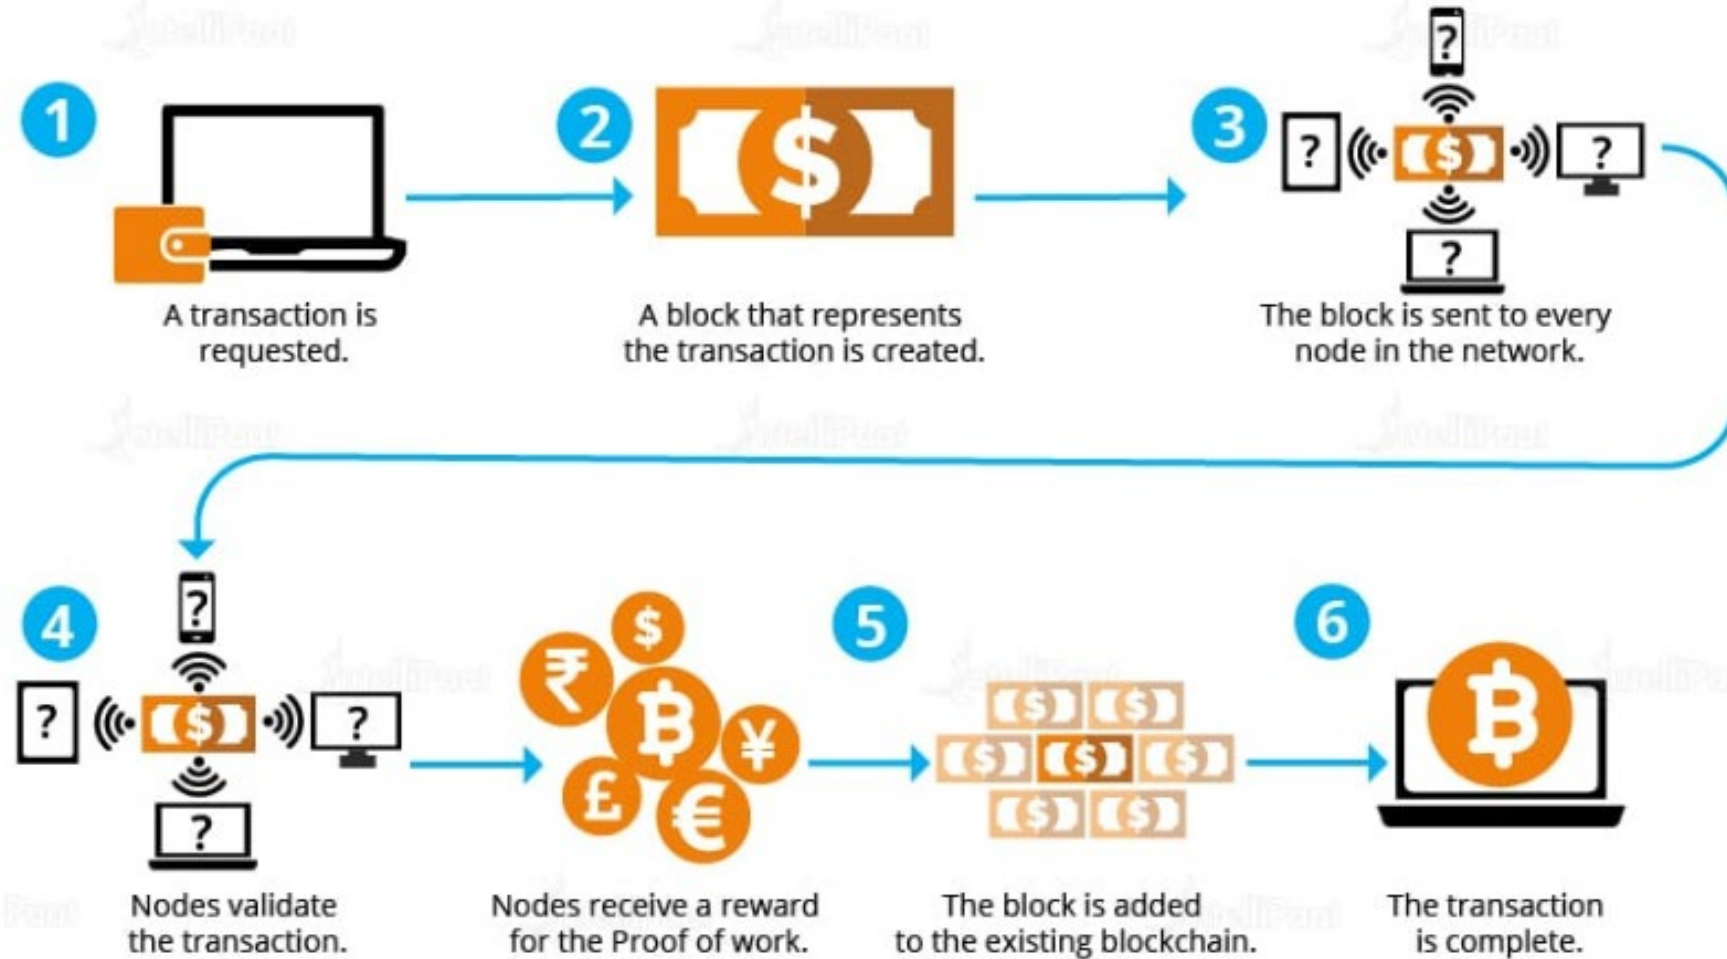 1
2
3
?
?
?
?
$
$
A transaction is
requested.
A block that represents
the transaction is created.
The block is sent to every
node in the network.
4
?
?
?
?
$
$
₹
₿
¥
£
€
5
$
$
$
$
$
$
$
6
₿
Nodes validate
the transaction.
Nodes receive a reward
for the Proof of work.
The block is added
to the existing blockchain.
The transaction
is complete.